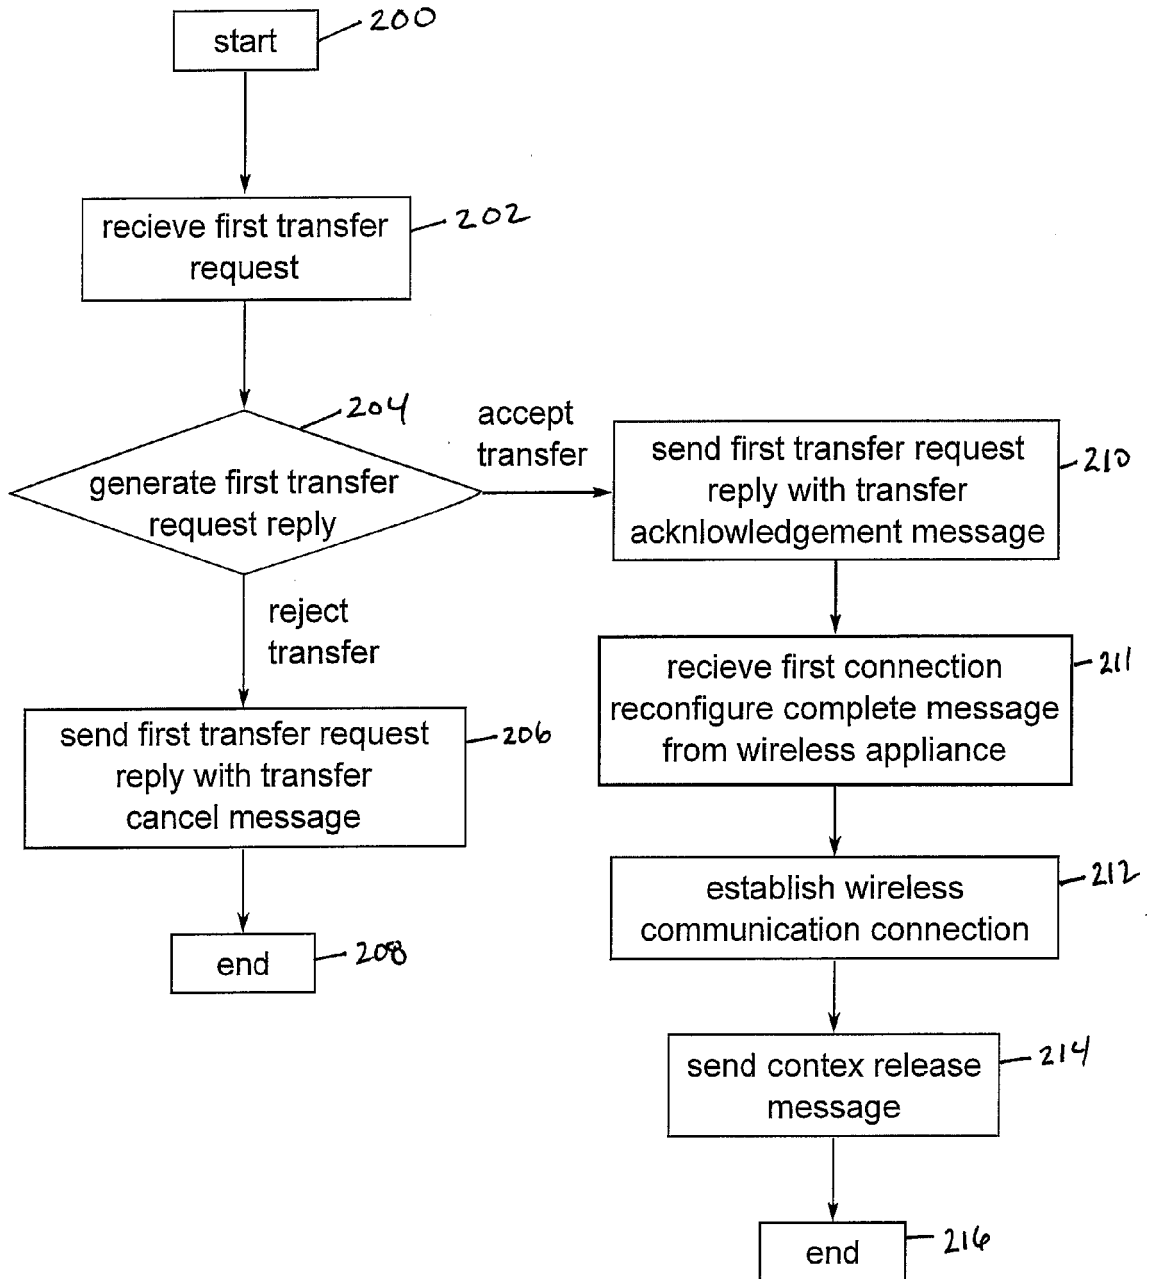 start
200
recieve first transfer
request
202
204
generate first transfer
request reply
accept
transfer
send first transfer request
reply with transfer
acknlowledgement message
210
reject
transfer
recieve first connection
reconfigure complete message
from wireless appliance
211
send first transfer request
reply with transfer
cancel message
206
establish wireless
communication connection
212
end
208
send contex release
message
214
end
216